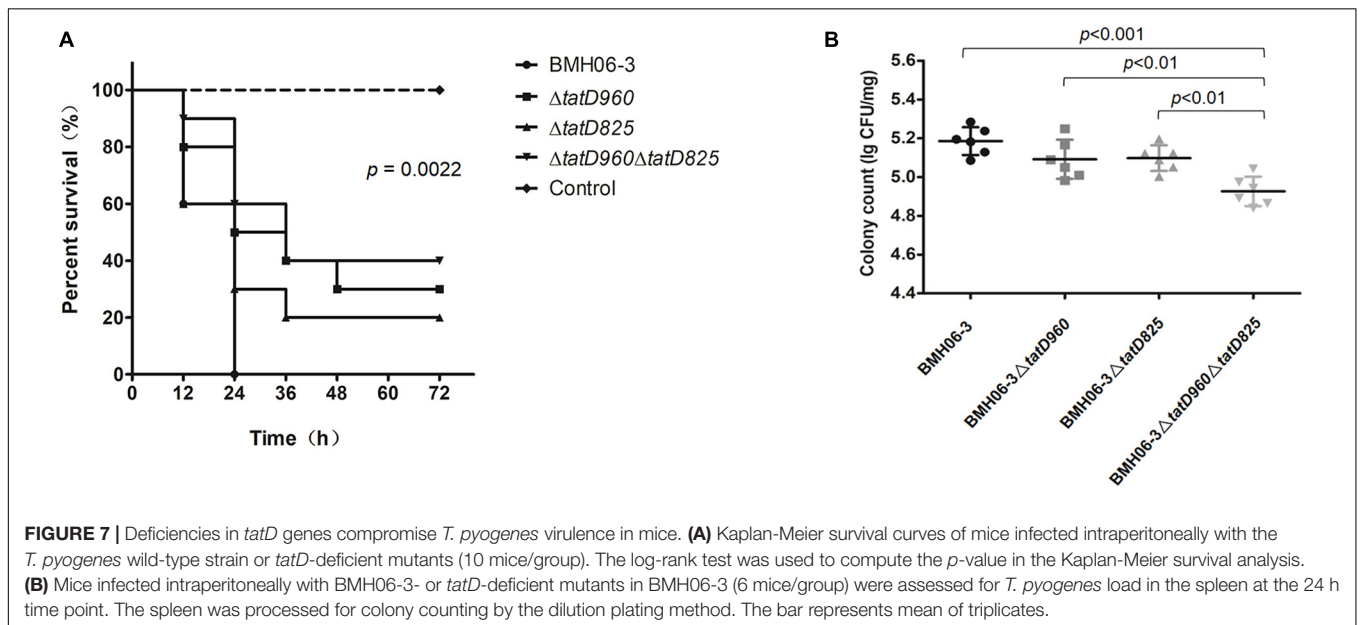 A
Percent survival (%)
100
80
60
40
20
0
0 12 24 36 48 60 72
Time (h)
p = 0.0022
BMH06-3
ΔtatD960
ΔtatD825
ΔtatD960ΔtatD825
Control
B
Colony count (lg CFU/mg)
5.6
5.4
5.2
5.0
4.8
4.6
4.4
p<0.001
p<0.01
p<0.01
BMH06-3
BMH06-3△tatD960
BMH06-3△tatD825
BMH06-3△tatD960△tatD825
FIGURE 7 | Deficiencies in tatD genes compromise T. pyogenes virulence in mice. (A) Kaplan-Meier survival curves of mice infected intraperitoneally with the
T. pyogenes wild-type strain or tatD-deficient mutants (10 mice/group). The log-rank test was used to compute the p-value in the Kaplan-Meier survival analysis.
(B) Mice infected intraperitoneally with BMH06-3- or tatD-deficient mutants in BMH06-3 (6 mice/group) were assessed for T. pyogenes load in the spleen at the 24 h
time point. The spleen was processed for colony counting by the dilution plating method. The bar represents mean of triplicates.